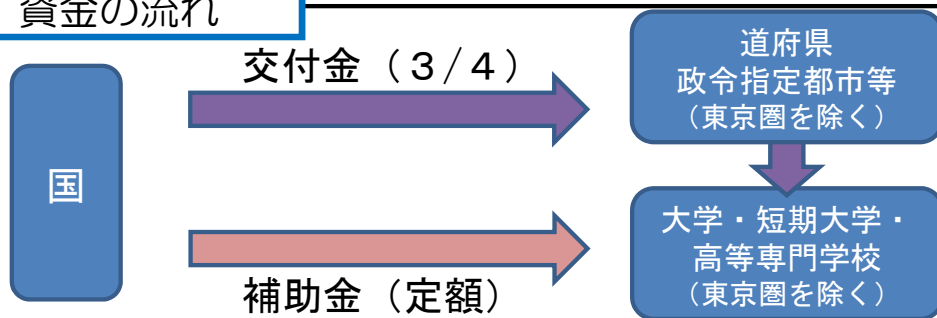 資金の流れ
交付金（３/４）
国
道府県
政令指定都市等
（東京圏を除く）
大学・短期大学・
高等専門学校
（東京圏を除く）
補助金（定額）